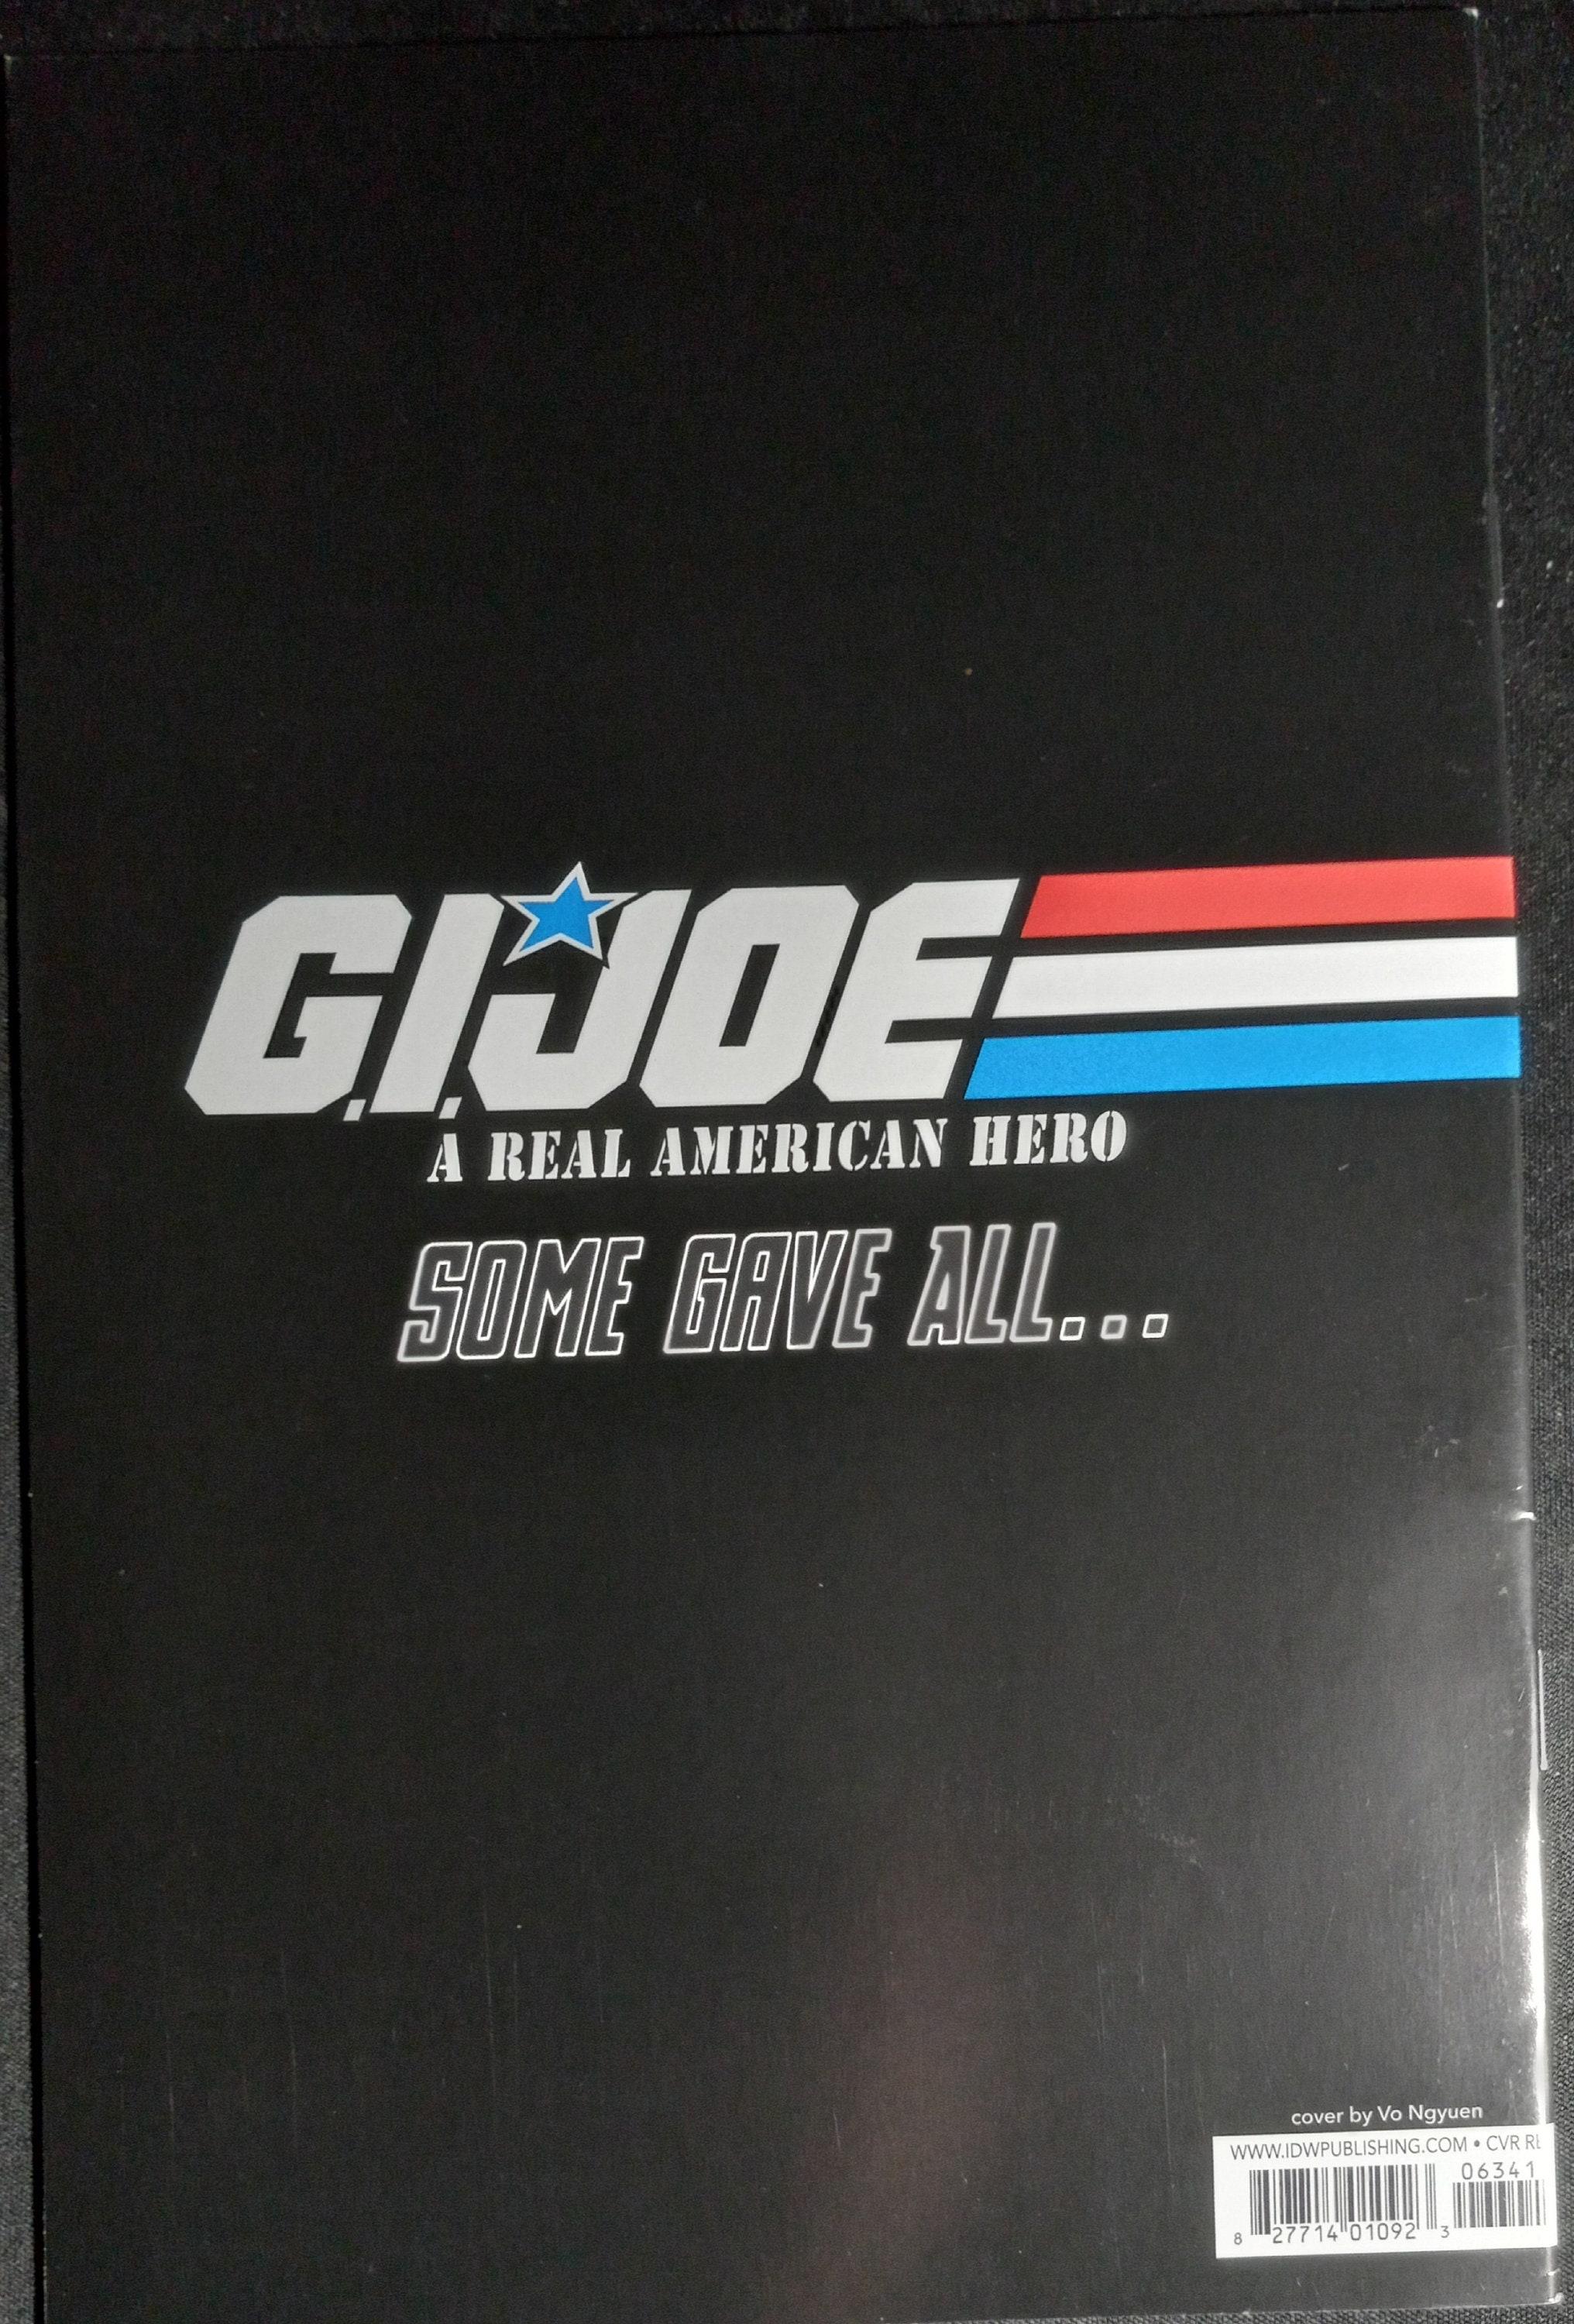 G.I. JOE
A REAL AMERICAN HERO
SOME GAVE ALL...
cover by Vo Ngyuen
WWW.IDWPUBLISHING.COM • CVR
06341
8 27714 01092 3